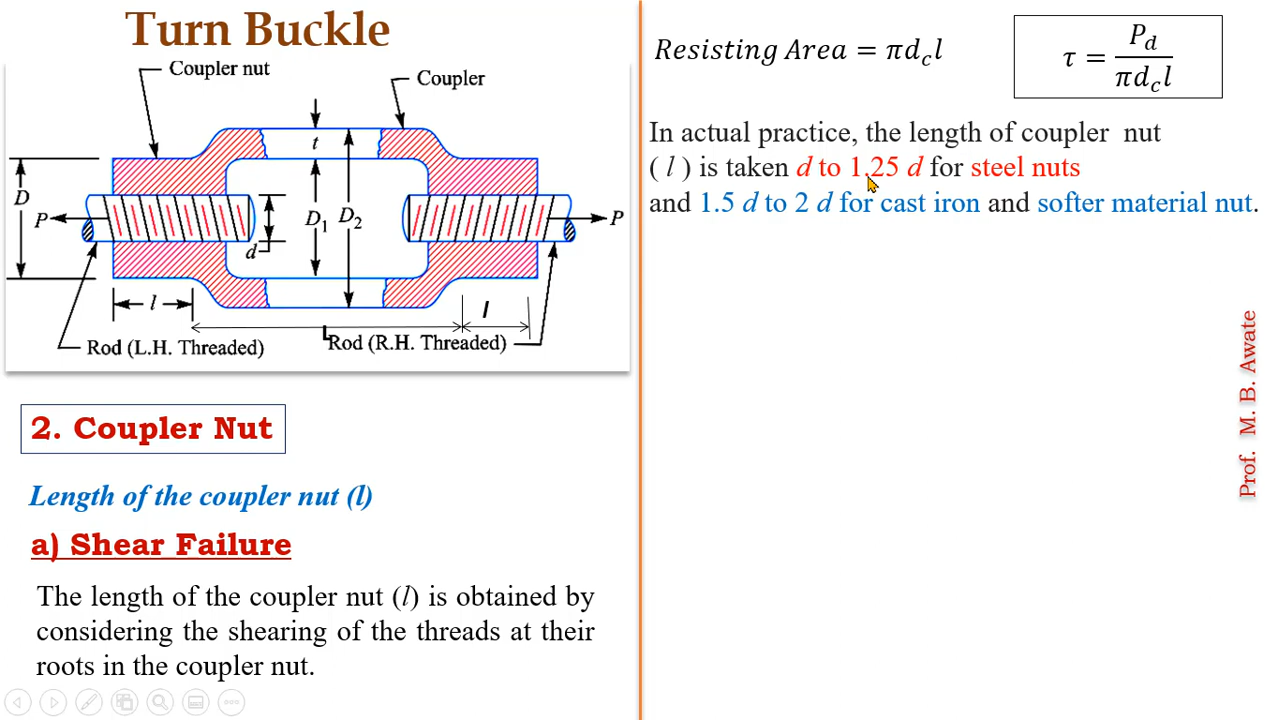 Turn Buckle
Coupler nut
Coupler
t
D
P
D₁
D₂
d
P
l
l
L
Rod (L.H. Threaded)
Rod (R.H. Threaded)
2. Coupler Nut
Length of the coupler nut (l)
a) Shear Failure
The length of the coupler nut (l) is obtained by
considering the shearing of the threads at their
roots in the coupler nut.
Resisting Area = πd_c l
τ = P_d / πd_c l
In actual practice, the length of coupler nut
( l ) is taken d to 1.25 d for steel nuts
and 1.5 d to 2 d for cast iron and softer material nut.
Prof. M. B. Awate